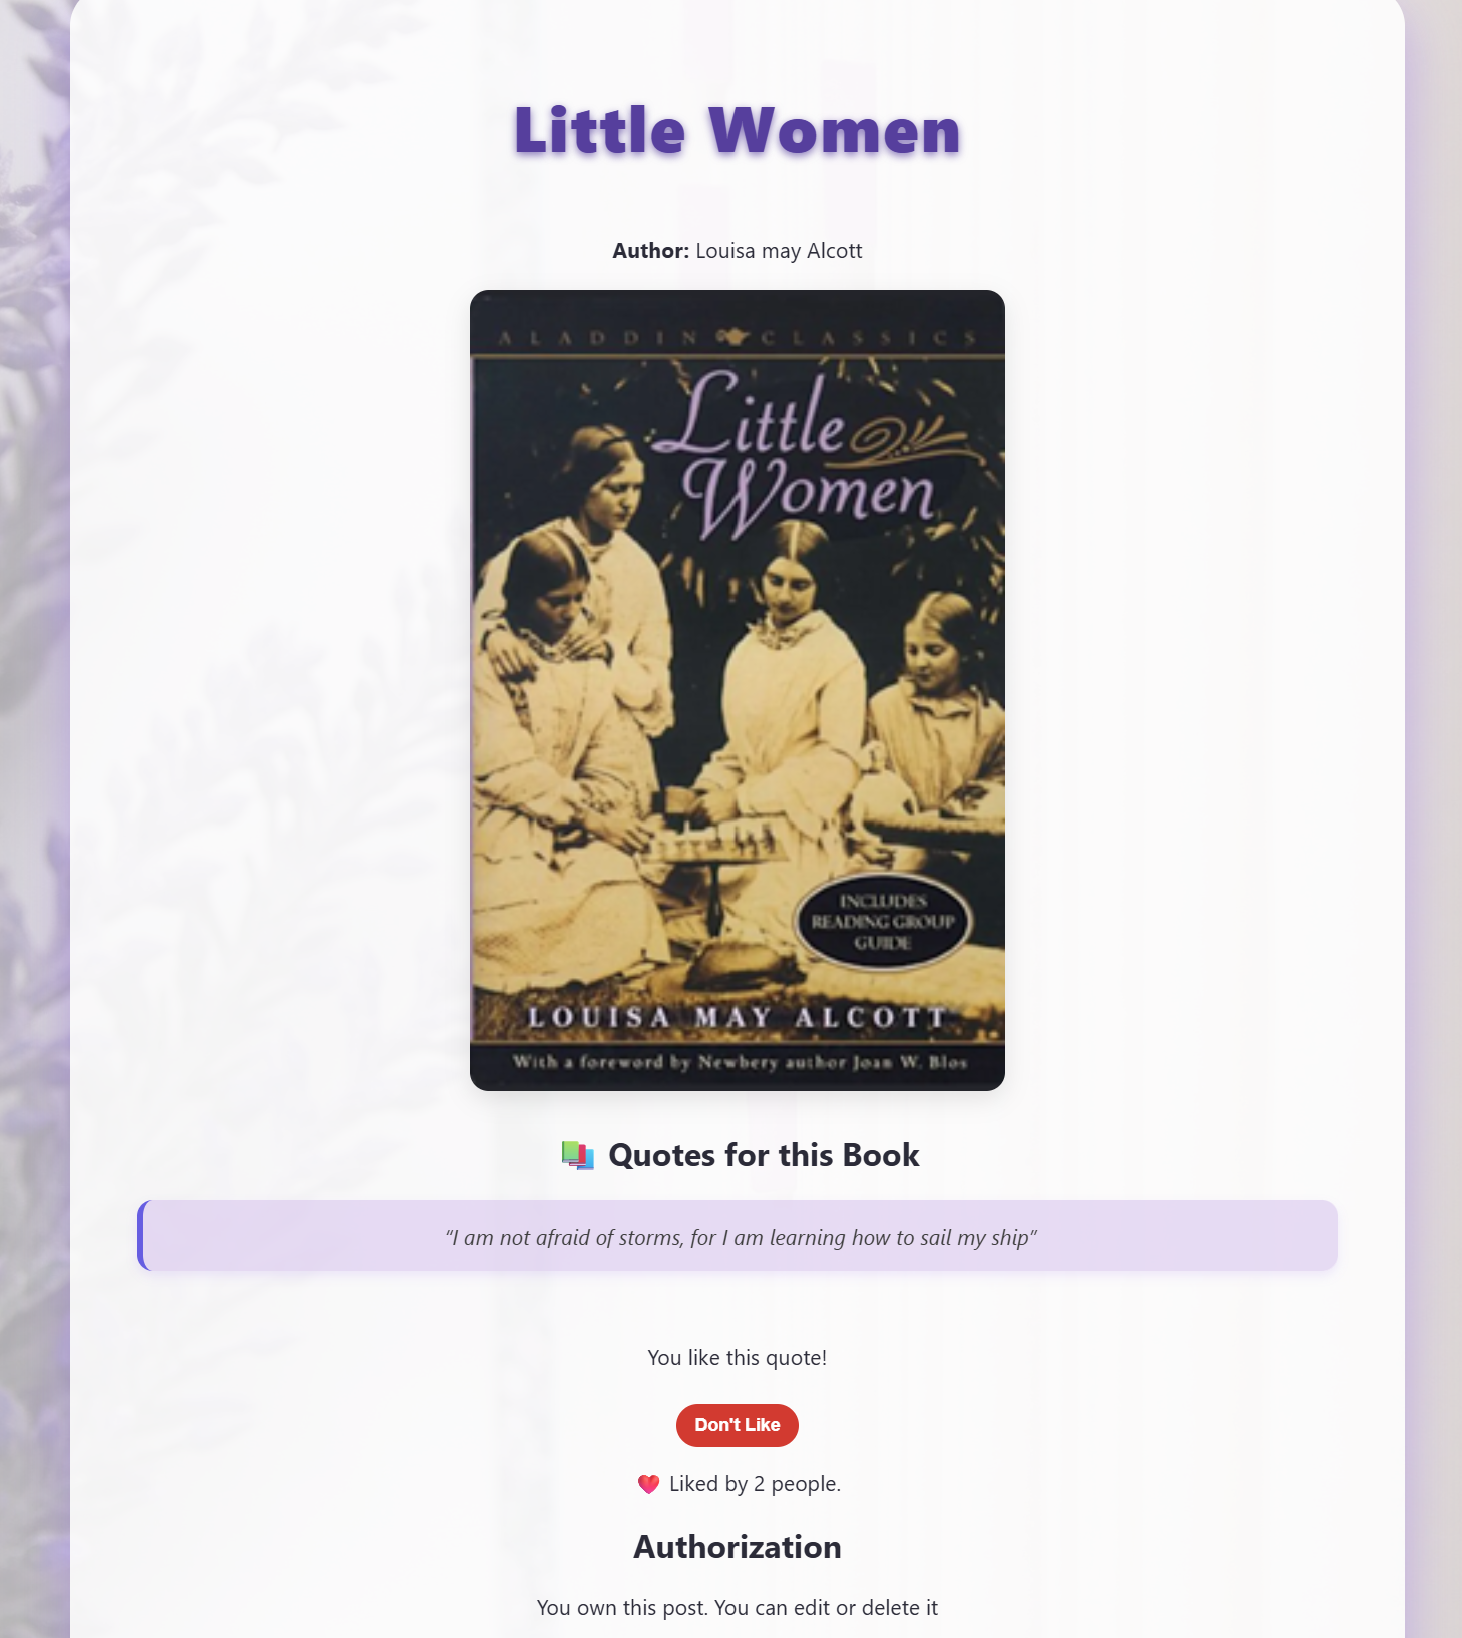 Little Women
Author: Louisa may Alcott
ALADDIN CLASSICS
Little
Women
INCLUDES
READING GROUP
GUIDE
LOUISA MAY ALCOTT
With a foreword by Newbery author Joan W. Blos
Quotes for this Book
“I am not afraid of storms, for I am learning how to sail my ship”
You like this quote!
Don't Like
Liked by 2 people.
Authorization
You own this post. You can edit or delete it